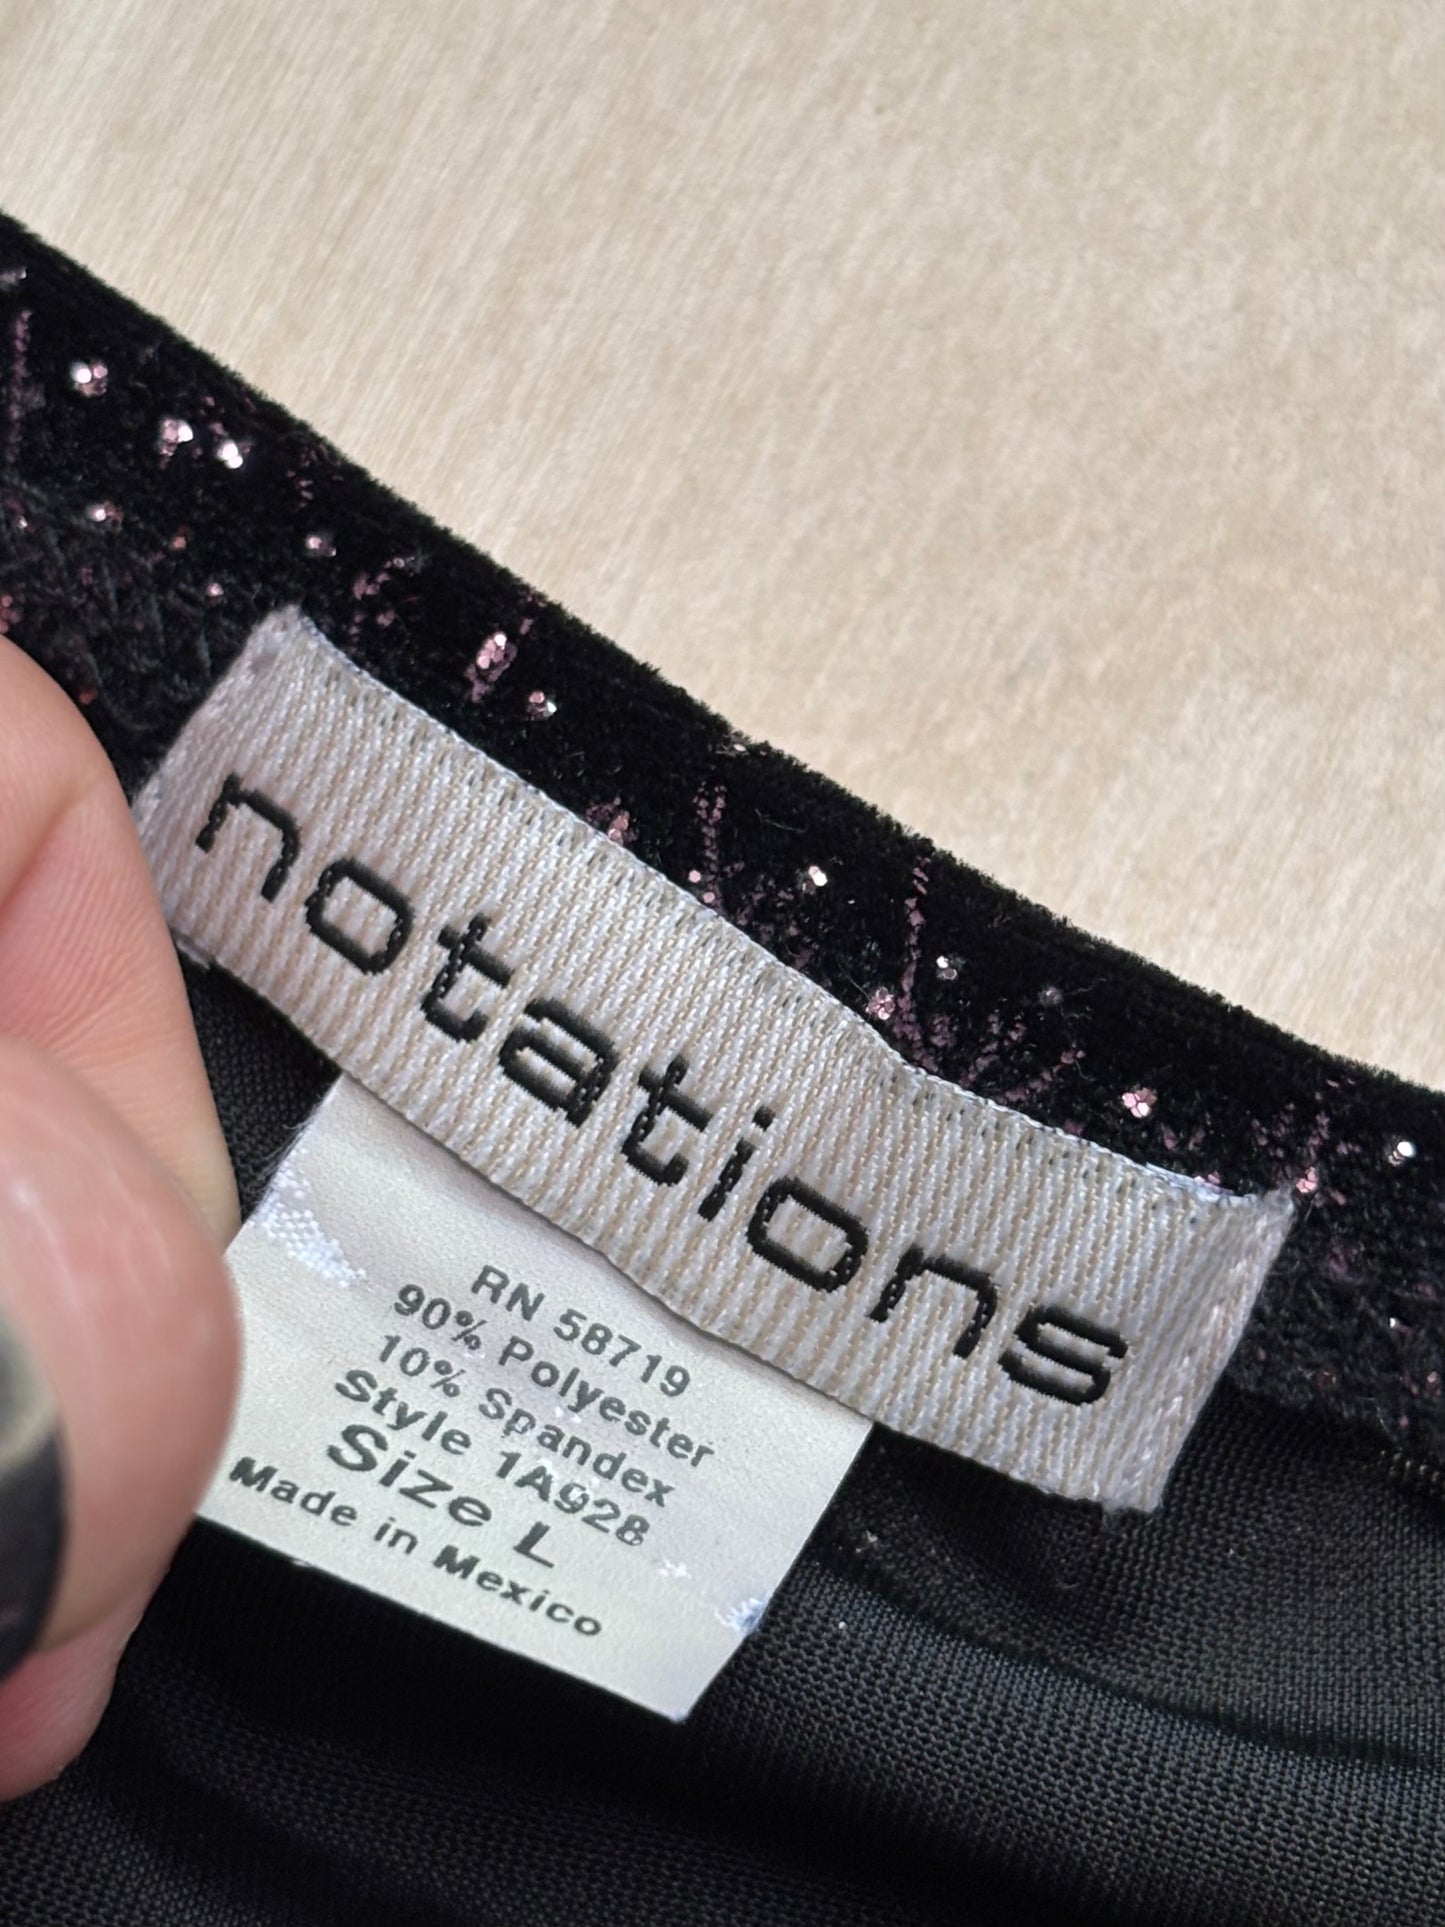 notations
RN 58719
90% Polyester
10% Spandex
Style 1A928
Size L
Made in Mexico